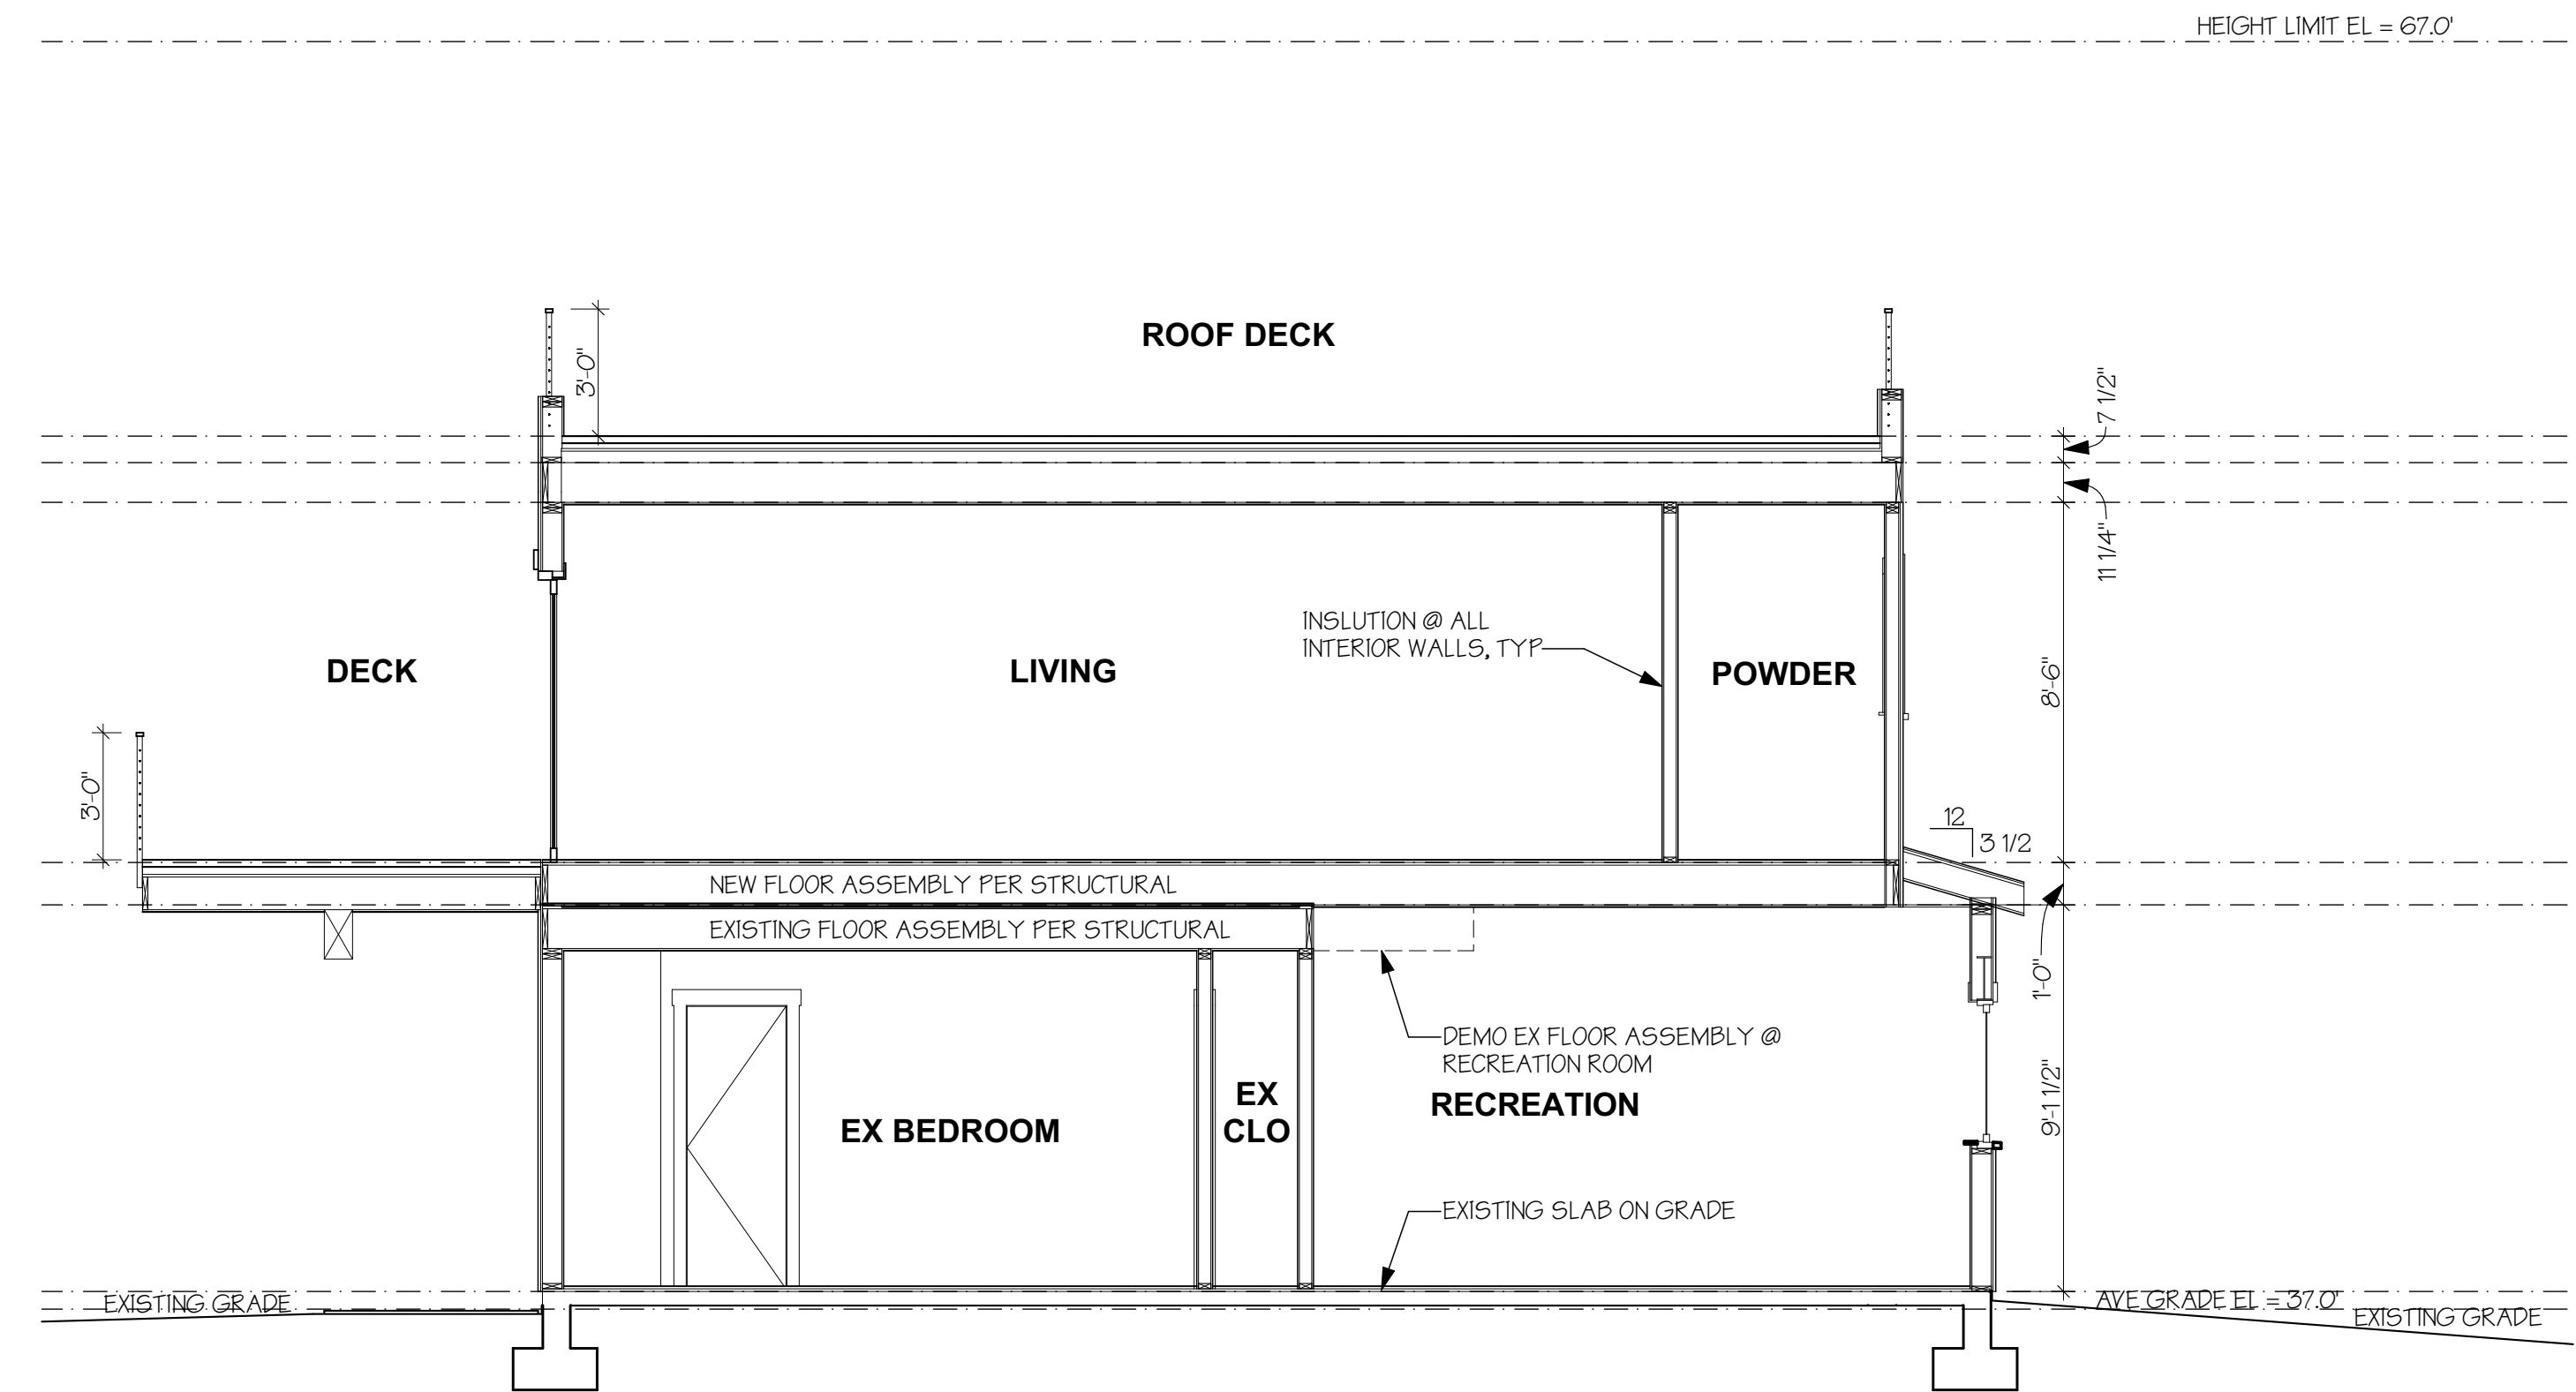 HEIGHT LIMIT EL = 67.0'
ROOF DECK
3'-0"
7 1/2"
11 1/4"
INSLUTION @ ALL
INTERIOR WALLS, TYP
DECK
LIVING
POWDER
8'-6"
3'-0"
12
3 1/2
NEW FLOOR ASSEMBLY PER STRUCTURAL
EXISTING FLOOR ASSEMBLY PER STRUCTURAL
1'-0"
DEMO EX FLOOR ASSEMBLY @
RECREATION ROOM
EX BEDROOM
EX
CLO
RECREATION
9'-1 1/2"
EXISTING SLAB ON GRADE
EXISTING GRADE
AVE GRADE EL = 37.0'
EXISTING GRADE